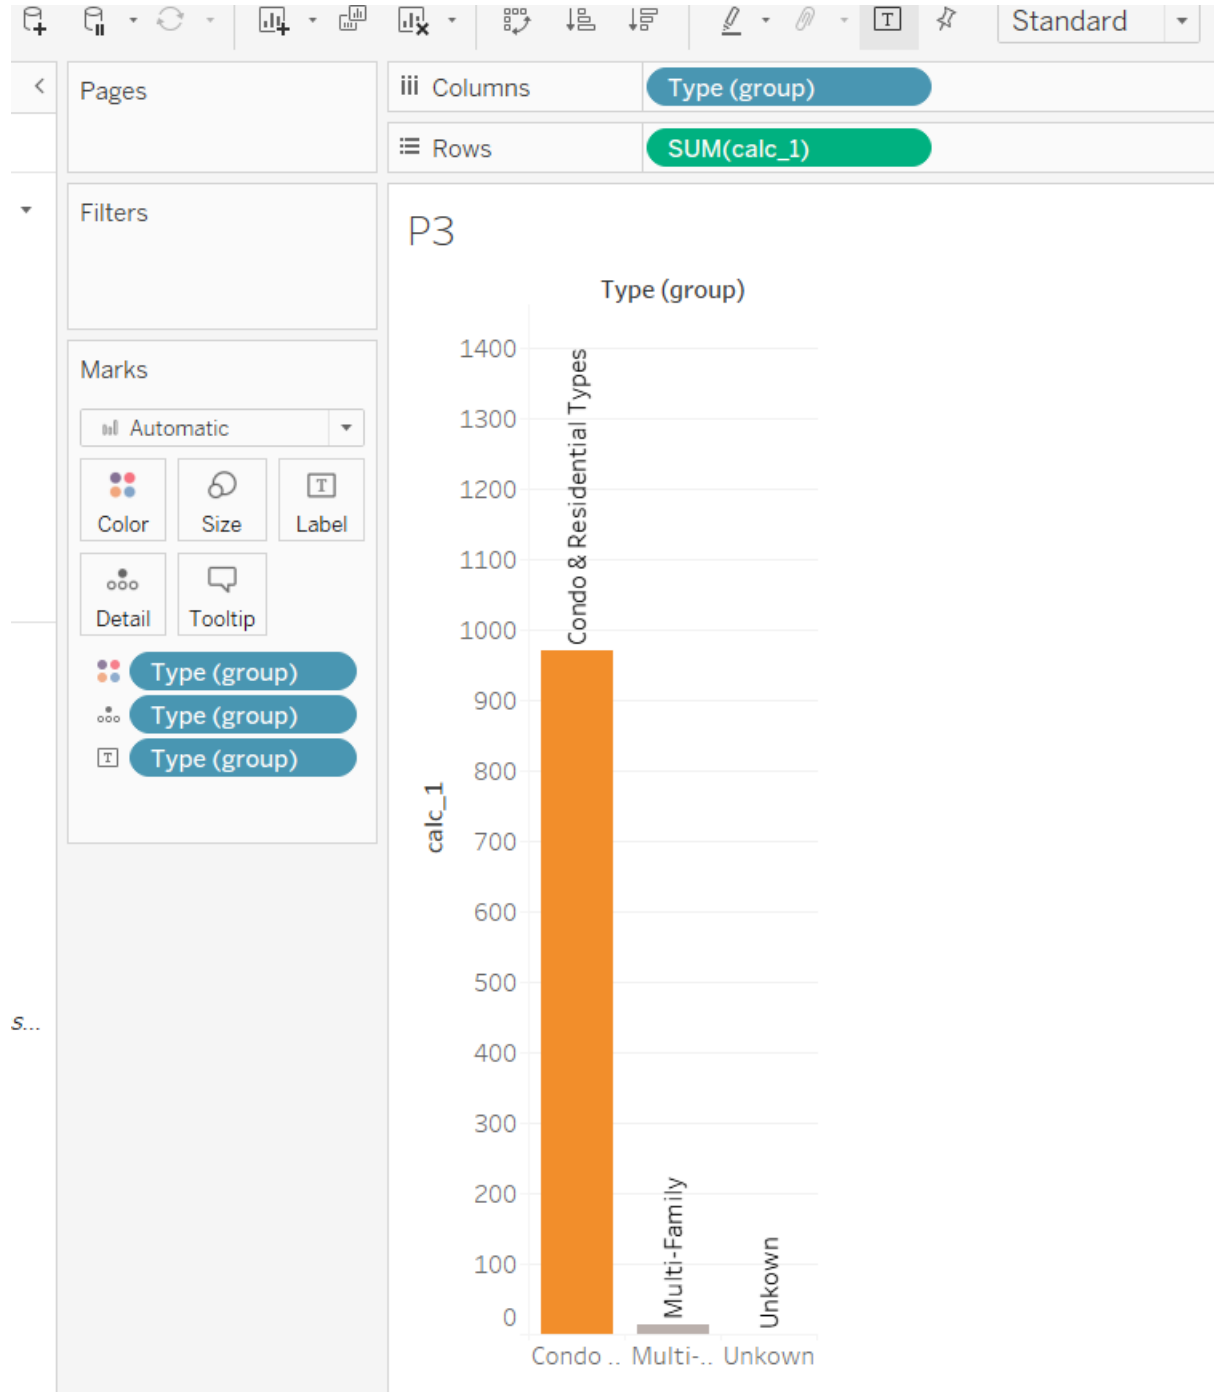 T
Standard
Pages
Columns
Type (group)
Rows
SUM(calc_1)
Filters
P3
Marks
Automatic
Color
Size
T
Label
Detail
Tooltip
Type (group)
Type (group)
T
Type (group)
s...
Type (group)
calc_1
1400
1300
1200
1100
1000
900
800
700
600
500
400
300
200
100
0
Condo & Residential Types
Multi-Family
Unkown
Condo ..
Multi-..
Unkown